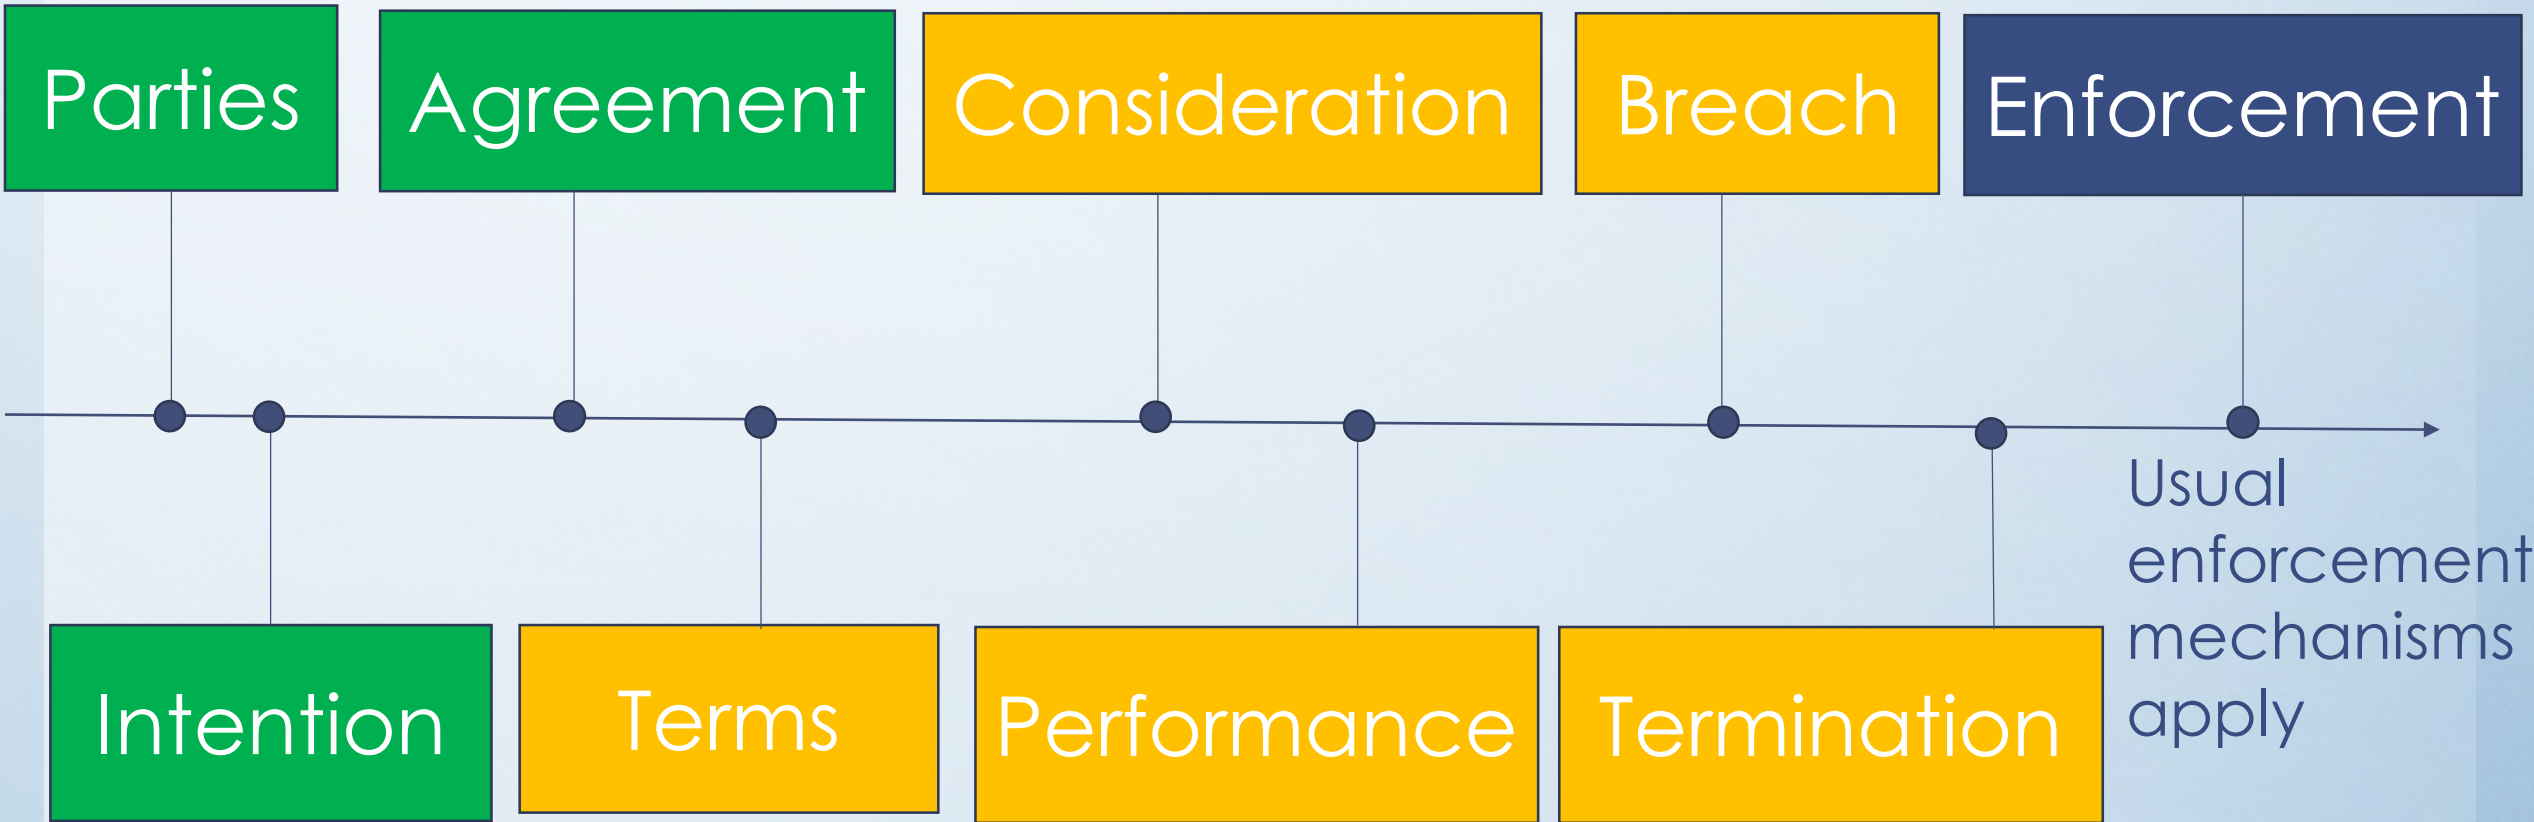 Parties
Agreement
Consideration
Breach
Enforcement
Intention
Terms
Performance
Termination
Usual
enforcement
mechanisms
apply